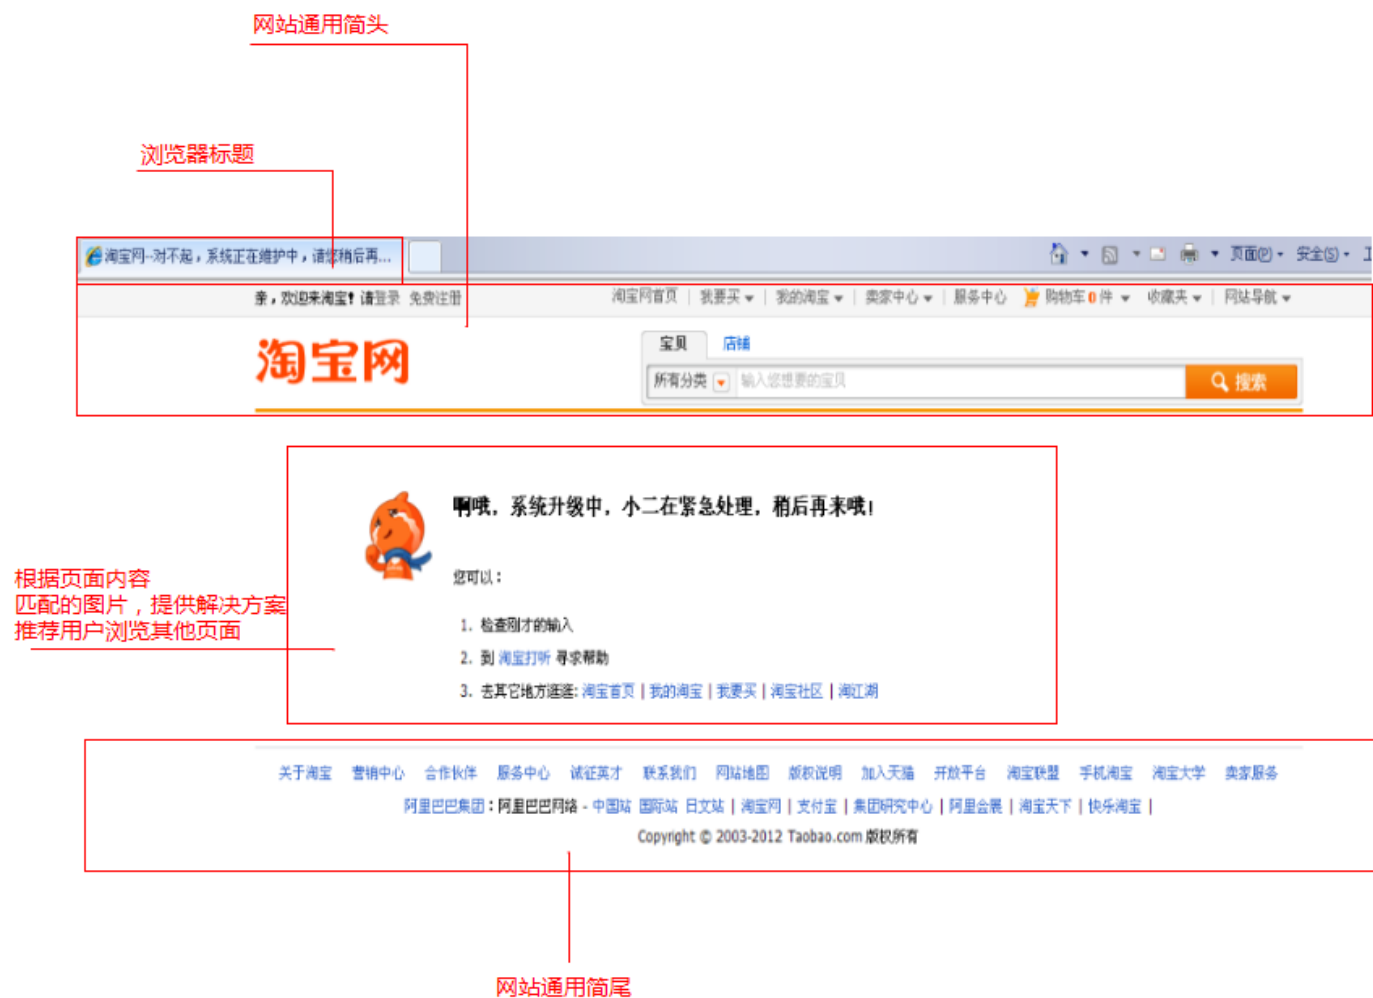 网站通用简头
浏览器标题
淘宝网--对不起，系统正在维护中，请您稍后再...
页面(P)
安全(S)
亲，欢迎来淘宝！请登录 免费注册
淘宝网首页 | 我要买 | 我的淘宝 | 卖家中心 | 服务中心 购物车0件 收藏夹 | 网站导航
淘宝网
宝贝 店铺
所有分类 输入您想要的宝贝 搜索
啊哦，系统升级中，小二在紧急处理，稍后再来哦！
您可以：
1. 检查刚才的输入
2. 到 淘宝打听 寻求帮助
3. 去其它地方逛逛: 淘宝首页 | 我的淘宝 | 我要买 | 淘宝社区 | 淘江湖
根据页面内容
匹配的图片，提供解决方案
推荐用户浏览其他页面
关于淘宝 营销中心 合作伙伴 服务中心 诚征英才 联系我们 网站地图 版权说明 加入天猫 开放平台 淘宝联盟 手机淘宝 淘宝大学 卖家服务
阿里巴巴集团：阿里巴巴网络 - 中国站 国际站 日文站 | 淘宝网 | 支付宝 | 集团研究中心 | 阿里会展 | 淘宝天下 | 快乐淘宝 |
Copyright © 2003-2012 Taobao.com 版权所有
网站通用简尾